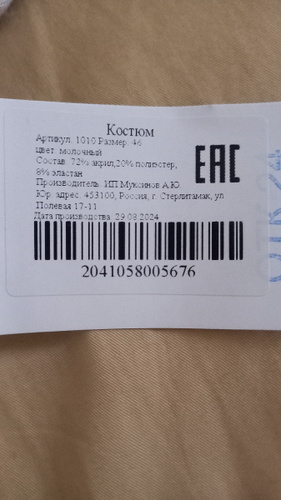 Костюм
Артикул: 1010 Размер: 46
цвет: молочный
Состав: 72% акрил,20% полиэстер,
8% эластан
Производитель: ИП Муксинов А.Ю.
Юр. адрес: 453100, Россия, г. Стерлитамак, ул
Полевая 17-11
Дата производства: 29.08.2024
EAC
2041058005676